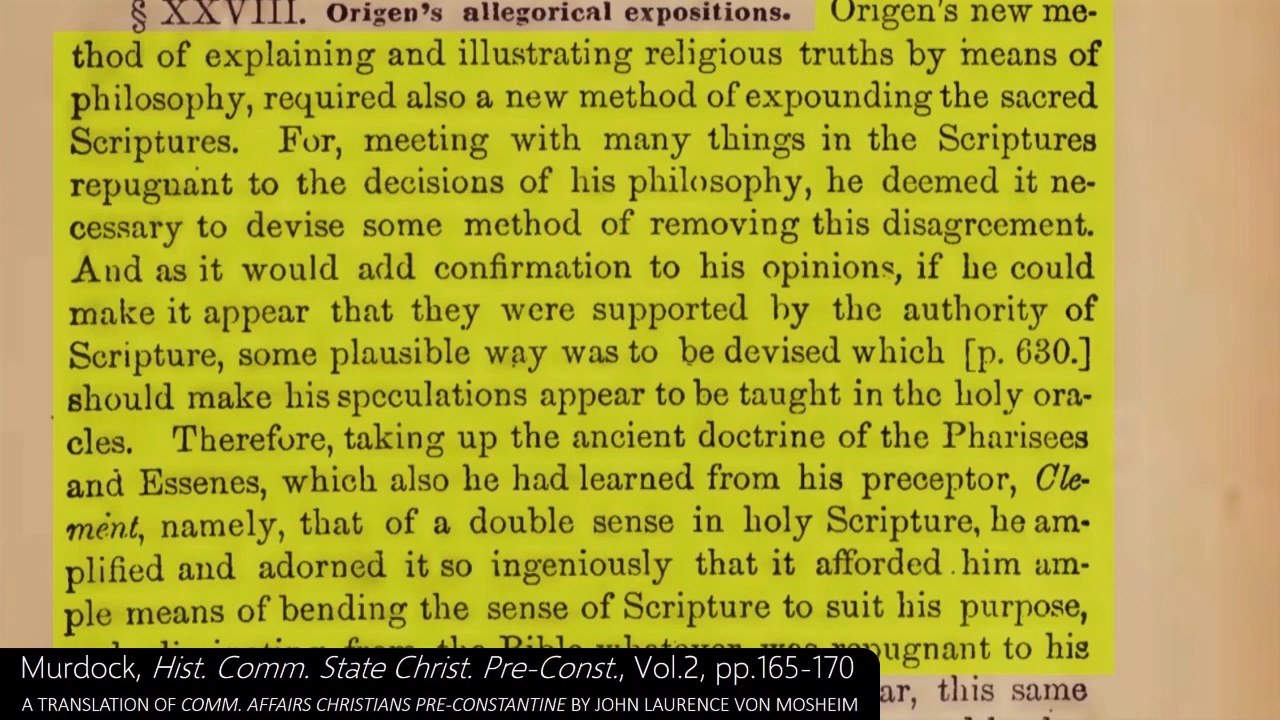 § XXVIII. Origen's allegorical expositions. Origen's new me-
thod of explaining and illustrating religious truths by means of
philosophy, required also a new method of expounding the sacred
Scriptures. For, meeting with many things in the Scriptures
repugnant to the decisions of his philosophy, he deemed it ne-
cessary to devise some method of removing this disagreement.
And as it would add confirmation to his opinions, if he could
make it appear that they were supported by the authority of
Scripture, some plausible way was to be devised which [p. 630.]
should make his speculations appear to be taught in the holy ora-
cles. Therefore, taking up the ancient doctrine of the Pharisees
and Essenes, which also he had learned from his preceptor, Cle-
ment, namely, that of a double sense in holy Scripture, he am-
plified and adorned it so ingeniously that it afforded him am-
ple means of bending the sense of Scripture to suit his purpose,
from the Bible whatever was repugnant to his
this same
Murdock, Hist. Comm. State Christ. Pre-Const., Vol.2, pp.165-170
A TRANSLATION OF COMM. AFFAIRS CHRISTIANS PRE-CONSTANTINE BY JOHN LAURENCE VON MOSHEIM